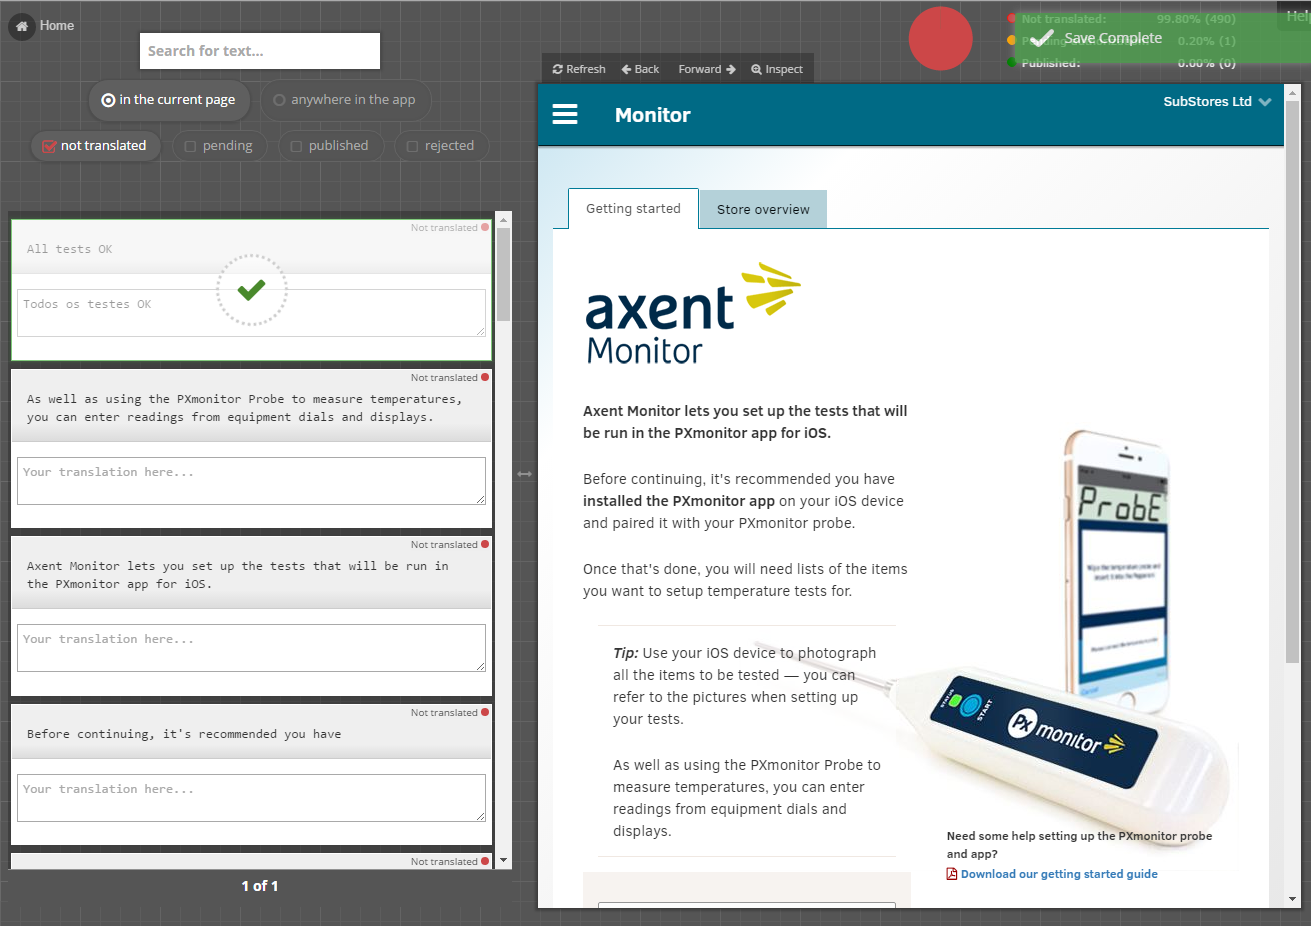 Home
Search for text...
in the current page
anywhere in the app
not translated
pending
published
rejected
Not translated
All tests OK
Todos os testes OK
Not translated
As well as using the PXmonitor Probe to measure temperatures,
you can enter readings from equipment dials and displays.
Your translation here...
Not translated
Axent Monitor lets you set up the tests that will be run in
the PXmonitor app for iOS.
Your translation here...
Not translated
Before continuing, it's recommended you have
Your translation here...
Not translated
1 of 1
Not translated: 99.80% (490)
0.20% (1)
Published: 0.00% (0)
Save Complete
Refresh
Back
Forward
Inspect
Monitor
SubStores Ltd
Getting started
Store overview
axent
Monitor
Axent Monitor lets you set up the tests that will
be run in the PXmonitor app for iOS.
Before continuing, it's recommended you have
installed the PXmonitor app on your iOS device
and paired it with your PXmonitor probe.
Once that's done, you will need lists of the items
you want to setup temperature tests for.
Tip: Use your iOS device to photograph
all the items to be tested — you can
refer to the pictures when setting up
your tests.
As well as using the PXmonitor Probe to
measure temperatures, you can enter
readings from equipment dials and
displays.
ProbE
STATUS
START
Px monitor
Need some help setting up the PXmonitor probe
and app?
Download our getting started guide